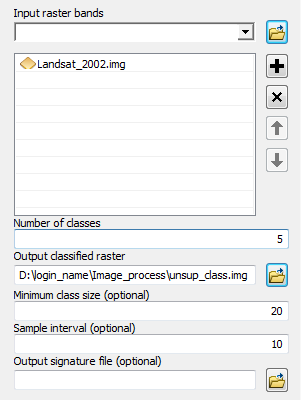 Input raster bands
Landsat_2002.img
Number of classes
5
Output classified raster
D:\login_name\Image_process\unsup_class.img
Minimum class size (optional)
20
Sample interval (optional)
10
Output signature file (optional)